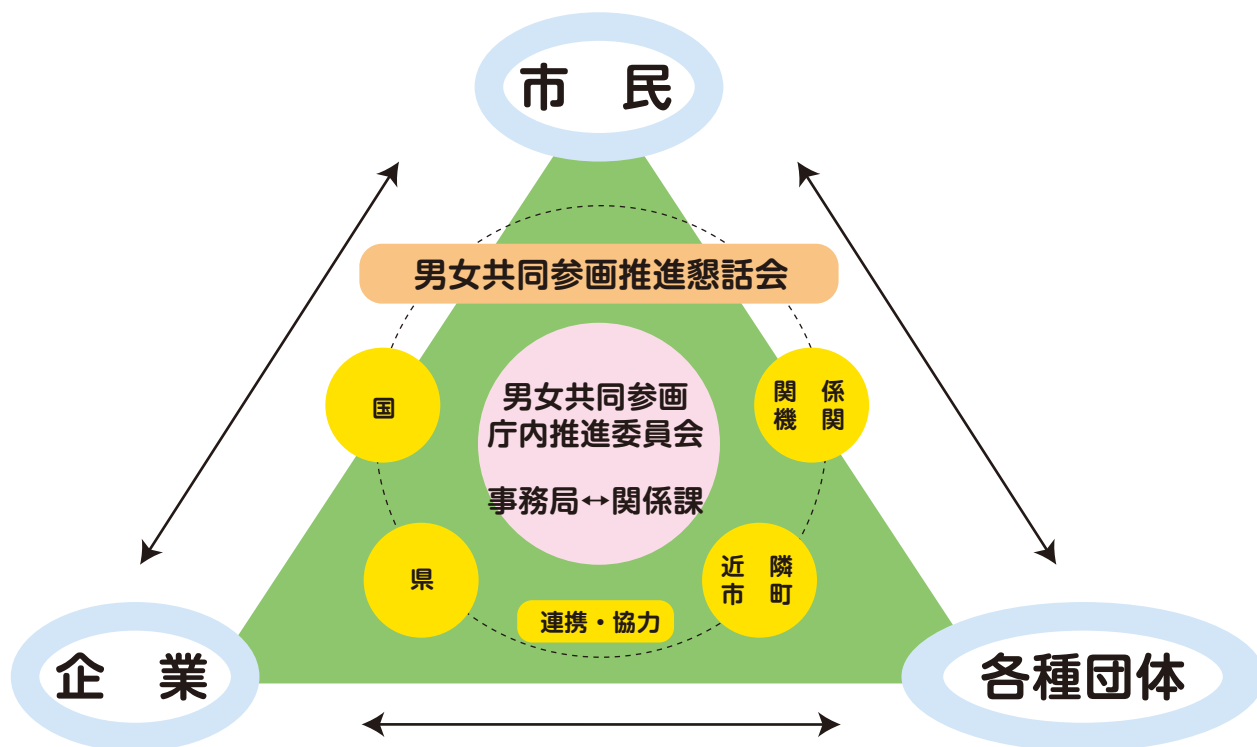 市　民
男女共同参画推進懇話会
国
関　係
機　関
男女共同参画
庁内推進委員会
事務局↔関係課
県
近　隣
市　町
連携・協力
企　業
各種団体